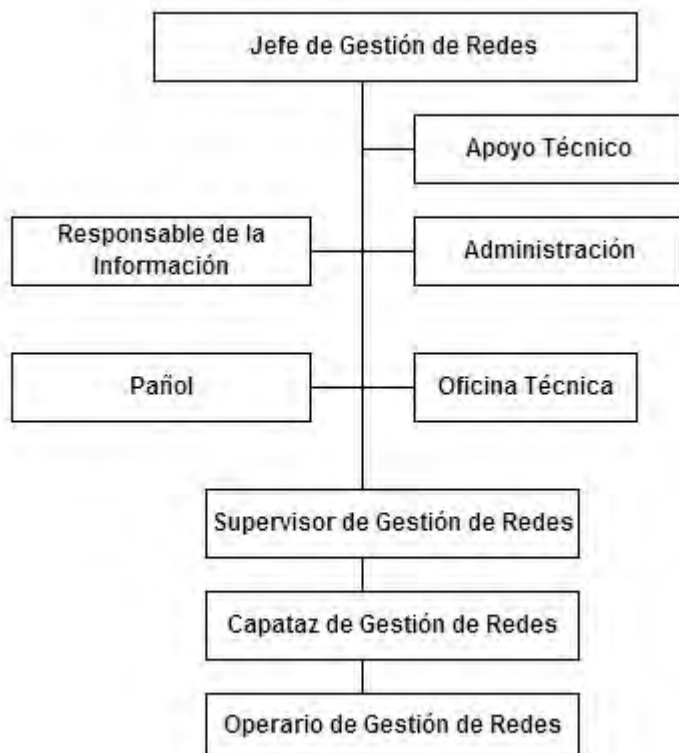 Jefe de Gestión de Redes
Apoyo Técnico
Responsable de la
Información
Administración
Pañol
Oficina Técnica
Supervisor de Gestión de Redes
Capataz de Gestión de Redes
Operario de Gestión de Redes